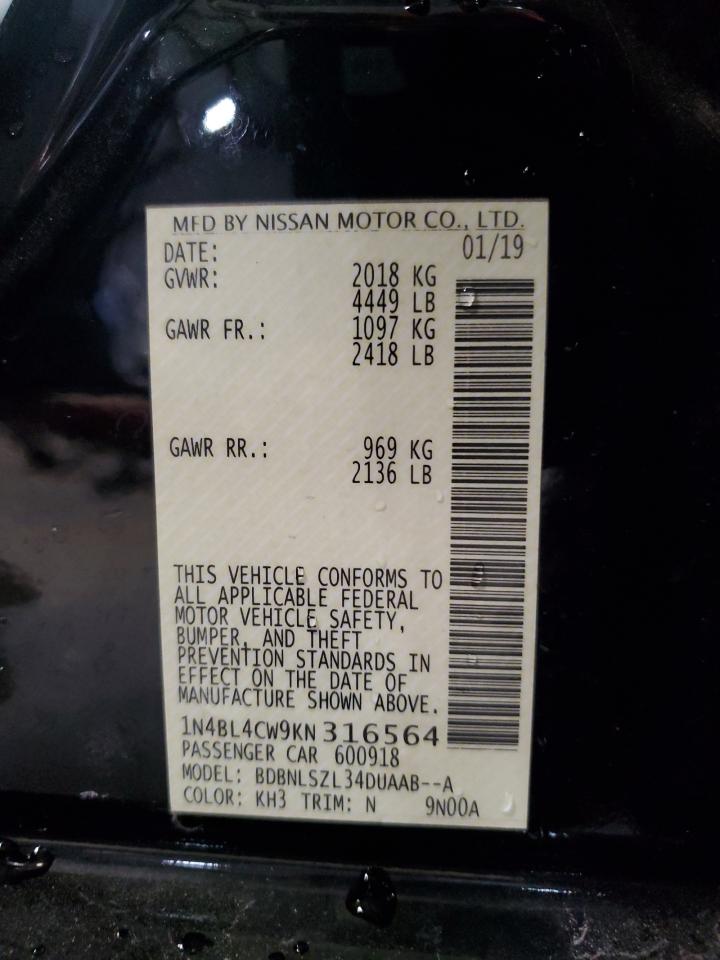 MFD BY NISSAN MOTOR CO., LTD.
DATE: 01/19
GVWR: 2018 KG
4449 LB
GAWR FR.: 1097 KG
2418 LB
GAWR RR.: 969 KG
2136 LB
THIS VEHICLE CONFORMS TO
ALL APPLICABLE FEDERAL
MOTOR VEHICLE SAFETY,
BUMPER, AND THEFT
PREVENTION STANDARDS IN
EFFECT ON THE DATE OF
MANUFACTURE SHOWN ABOVE.
1N4BL4CW9KN316564
PASSENGER CAR 600918
MODEL: BDBNLSZL34DUAAB--A
COLOR: KH3 TRIM: N 9N00A